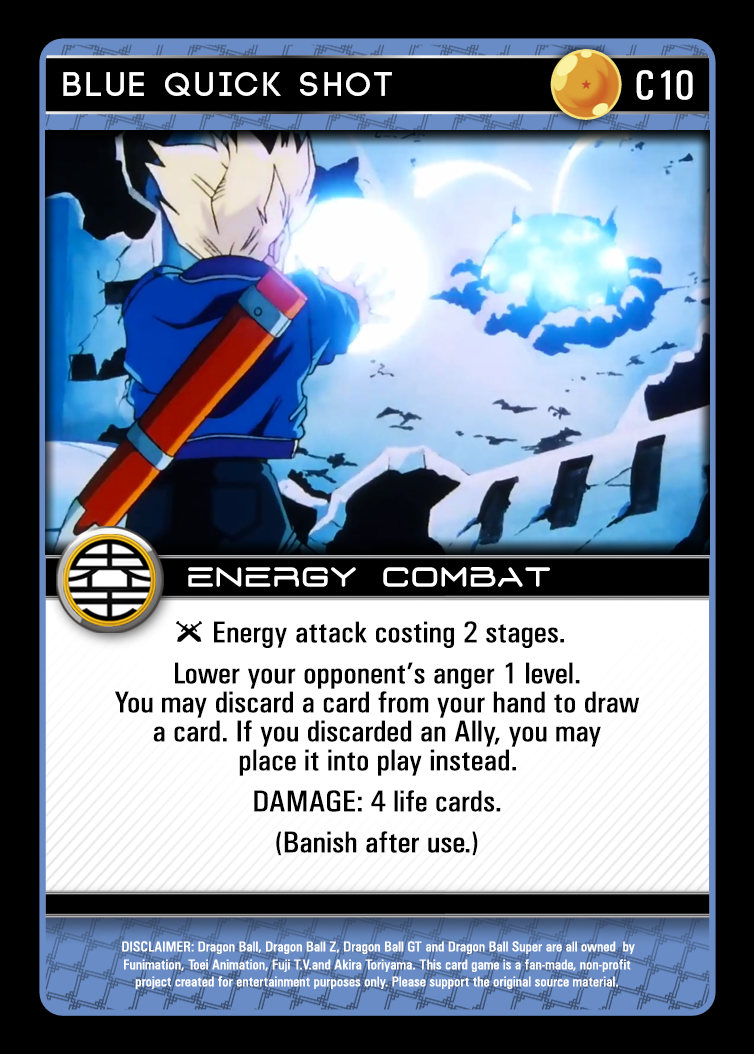 BLUE QUICK SHOT
C10
ENERGY COMBAT
Energy attack costing 2 stages.
Lower your opponent's anger 1 level.
You may discard a card from your hand to draw
a card. If you discarded an Ally, you may
place it into play instead.
DAMAGE: 4 life cards.
(Banish after use.)
DISCLAIMER: Dragon Ball, Dragon Ball Z, Dragon Ball GT and Dragon Ball Super are all owned by
Funimation, Toei Animation, Fuji T.V.and Akira Toriyama. This card game is a fan-made, non-profit
project created for entertainment purposes only. Please support the original source material.